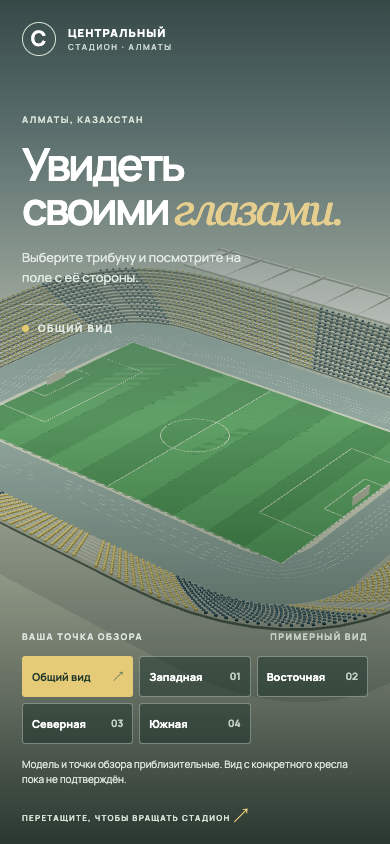 С
ЦЕНТРАЛЬНЫЙ
СТАДИОН · АЛМАТЫ
АЛМАТЫ, КАЗАХСТАН
Увидеть
своими глазами.
Выберите трибуну и посмотрите на
поле с её стороны.
ОБЩИЙ ВИД
ВАША ТОЧКА ОБЗОРА
ПРИМЕРНЫЙ ВИД
Общий вид ↗
Западная 01
Восточная 02
Северная 03
Южная 04
Модель и точки обзора приблизительные. Вид с конкретного кресла
пока не подтверждён.
ПЕРЕТАЩИТЕ, ЧТОБЫ ВРАЩАТЬ СТАДИОН ↗